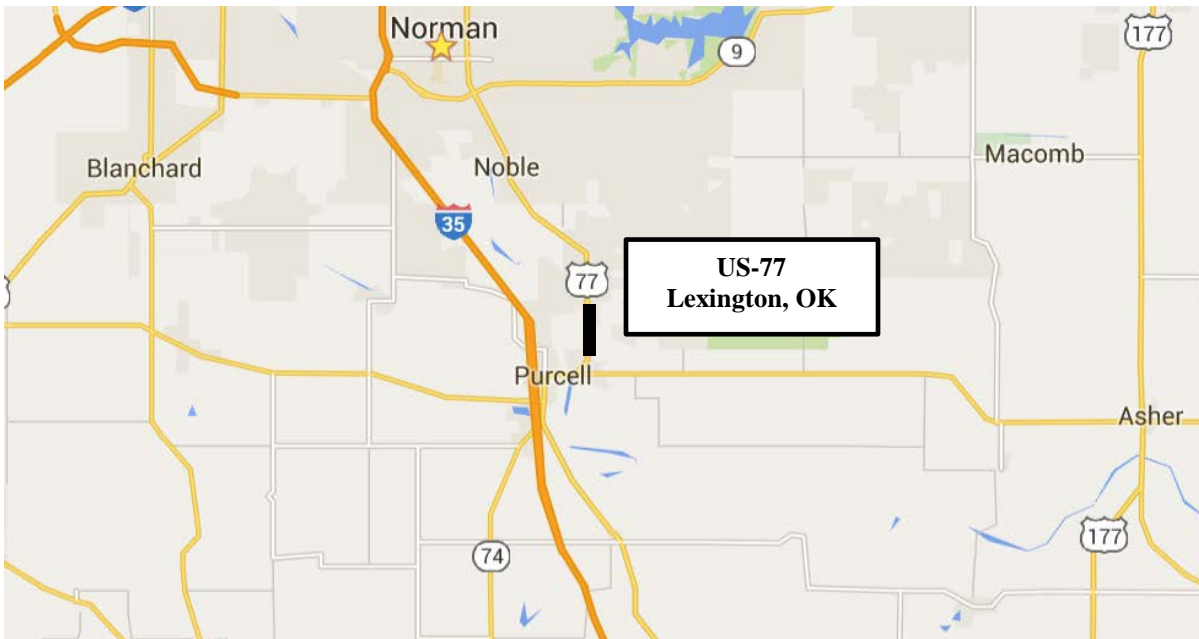 Norman
177
9
Blanchard
Noble
Macomb
35
US-77
Lexington, OK
77
Purcell
Asher
177
74